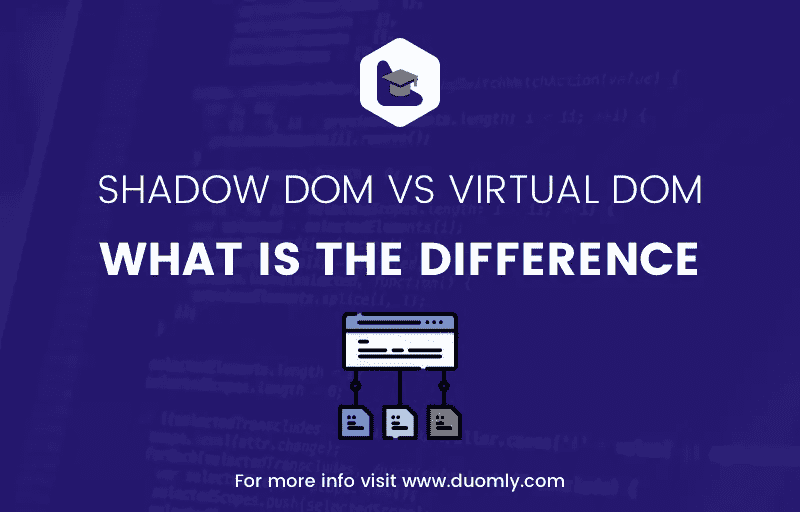 SHADOW DOM VS VIRTUAL DOM
WHAT IS THE DIFFERENCE
For more info visit www.duomly.com